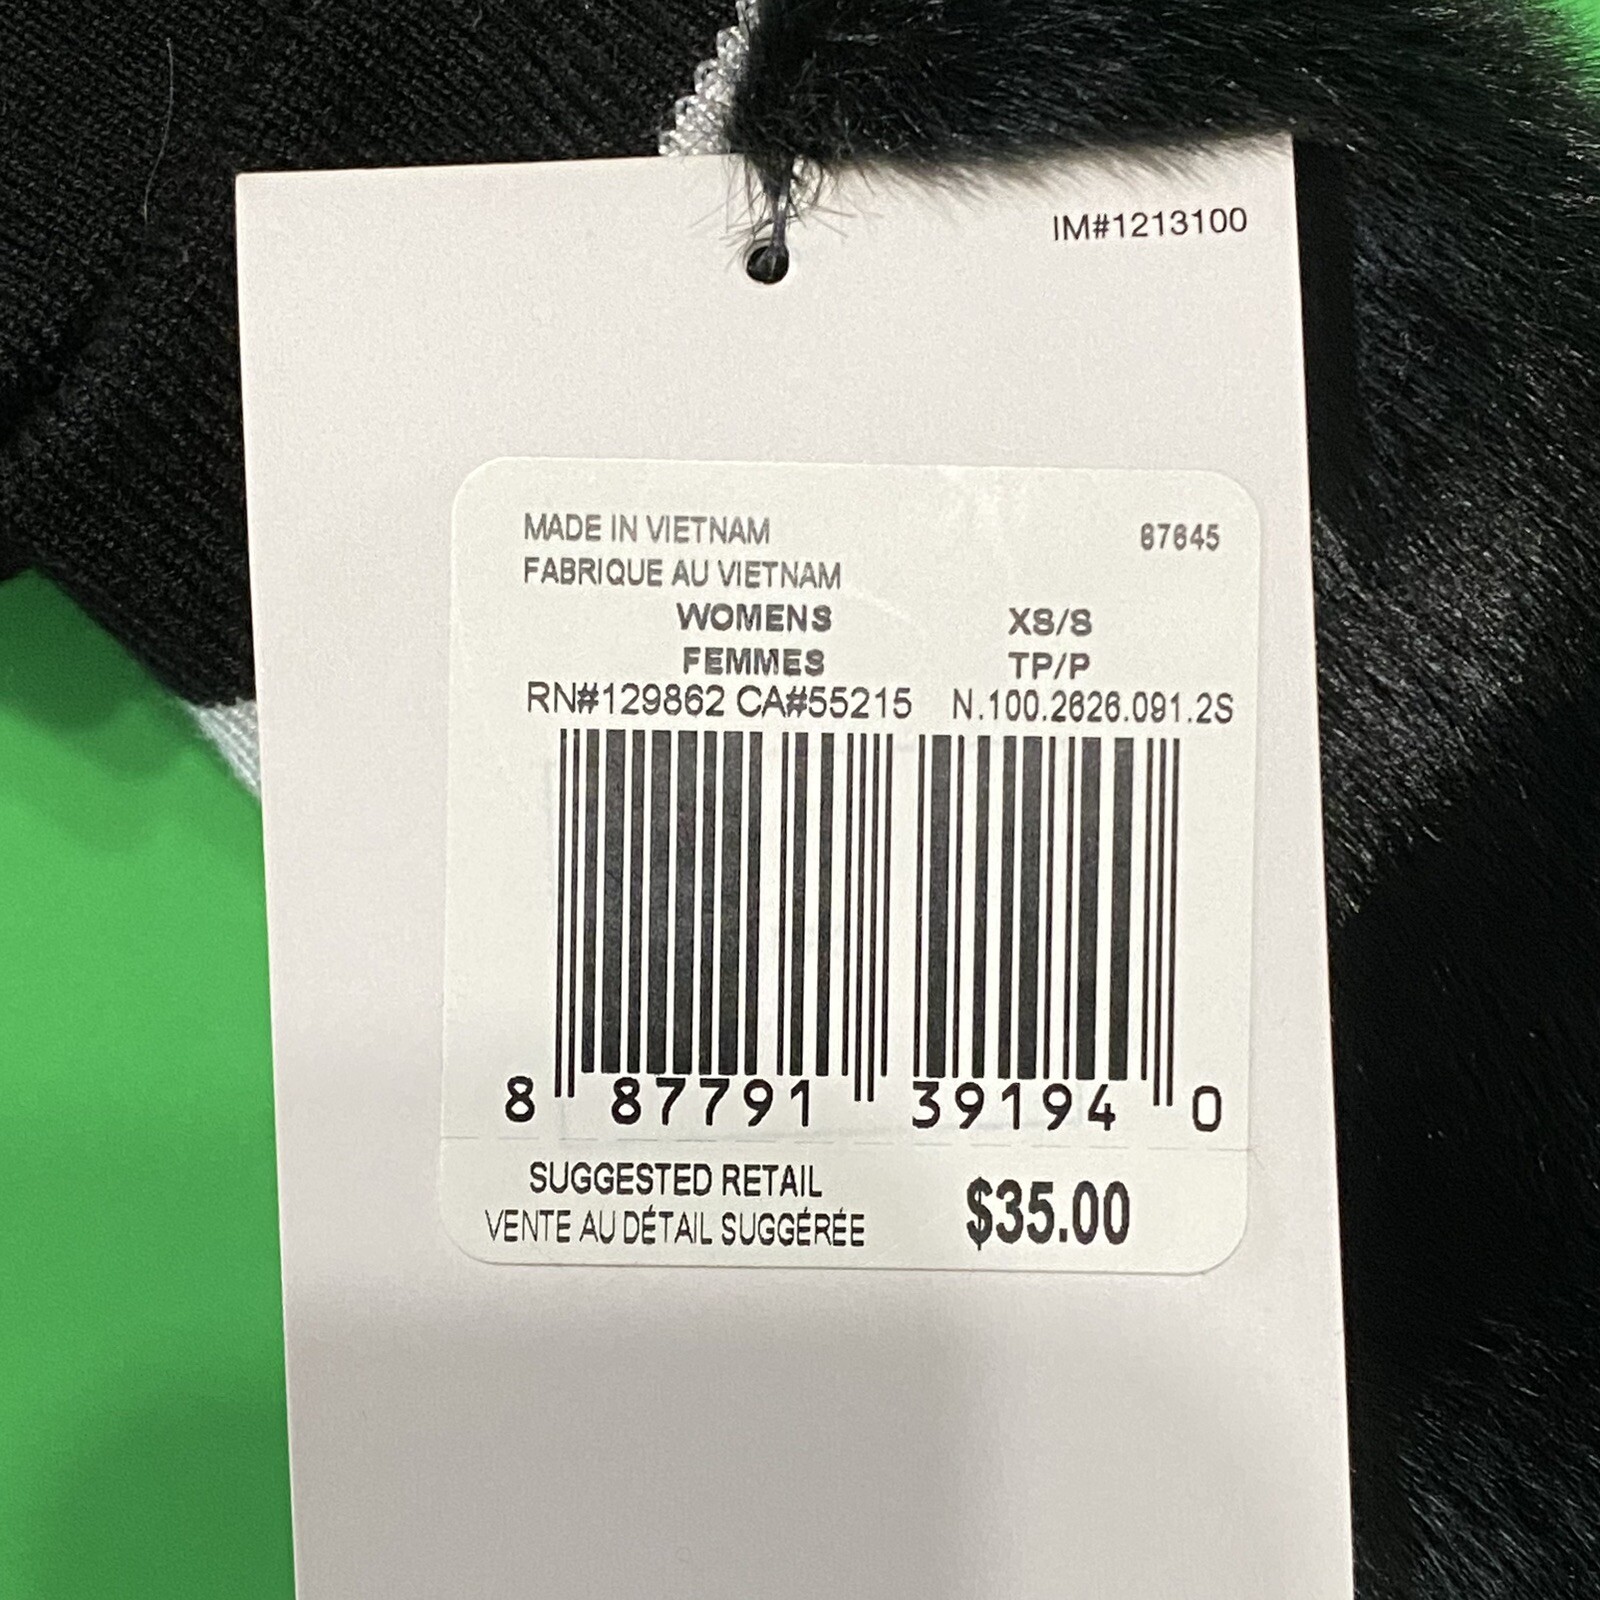 IM#1213100
MADE IN VIETNAM 67645
FABRIQUE AU VIETNAM
WOMENS XS/S
FEMMES TP/P
RN#129862 CA#55215 N.100.2626.091.2S
8 87791 39194 0
SUGGESTED RETAIL
VENTE AU DÉTAIL SUGGÉRÉE $35.00